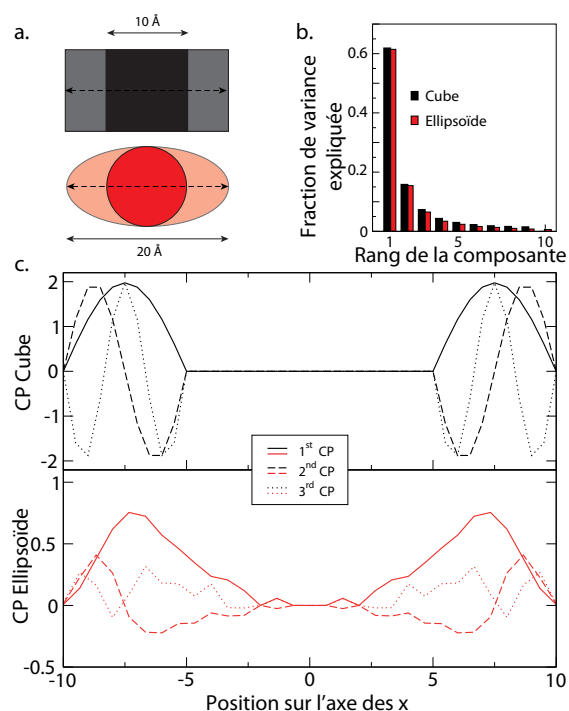 a.
10 Å
20 Å
b.
Fraction de variance
expliquée
0.6
0.4
0.2
0
Cube
Ellipsoïde
1
5
10
Rang de la composante
c.
CP Cube
2
1
0
-1
-2
1st CP
2nd CP
3rd CP
CP Ellipsoïde
1
0.5
0
-0.5
-10
-5
0
5
10
Position sur l'axe des x